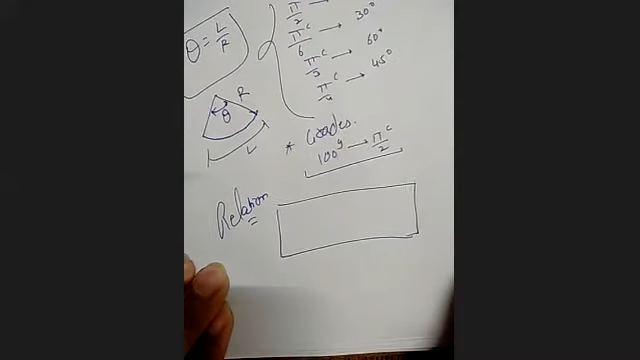 π/2 →
π^c/6 → 30°
π^c/3 → 60°
π^c/4 → 45°
θ = L/R
R
θ
L
* Grades.
100^g → π^c/2
Relation